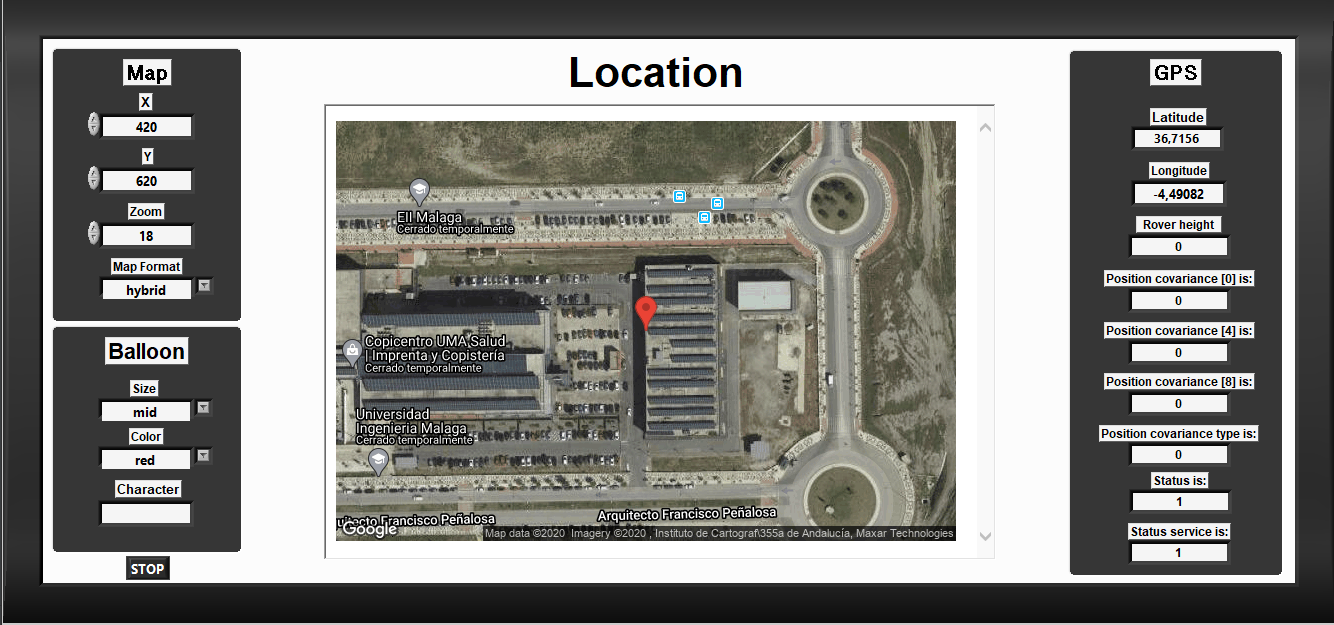 Map
X
420
Y
620
Zoom
18
Map Format
hybrid
Balloon
Size
mid
Color
red
Character
STOP
Location
EII Malaga
Cerrado temporalmente
Copicentro UMA,Salud
| Imprenta y Copistería
Cerrado temporalmente
Universidad
Ingenieria Malaga
Cerrado temporalmente
Arquitecto Francisco Peñalosa
uitecto Francisco Peñalosa
Google
Map data ©2020 Imagery ©2020 , Instituto de Cartograf\355a de Andalucía, Maxar Technologies
GPS
Latitude
36,7156
Longitude
-4,49082
Rover height
0
Position covariance [0] is:
0
Position covariance [4] is:
0
Position covariance [8] is:
0
Position covariance type is:
0
Status is:
1
Status service is:
1